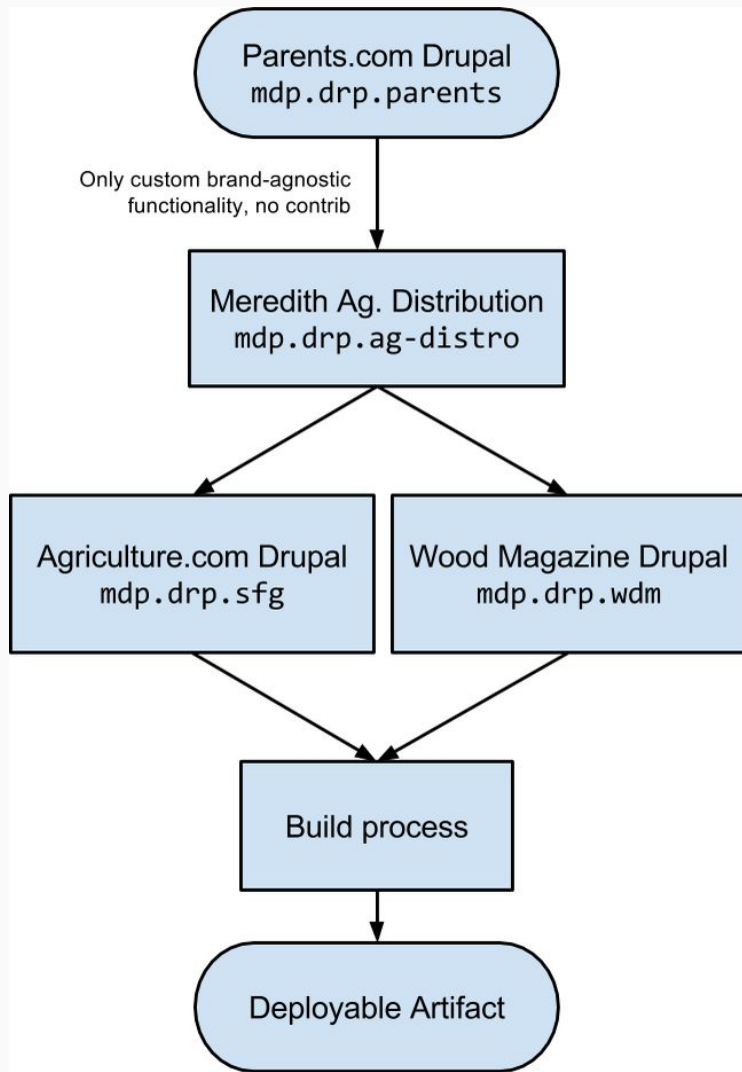 Parents.com Drupal
mdp.drp.parents
Only custom brand-agnostic
functionality, no contrib
Meredith Ag. Distribution
mdp.drp.ag-distro
Agriculture.com Drupal
mdp.drp.sfg
Wood Magazine Drupal
mdp.drp.wdm
Build process
Deployable Artifact